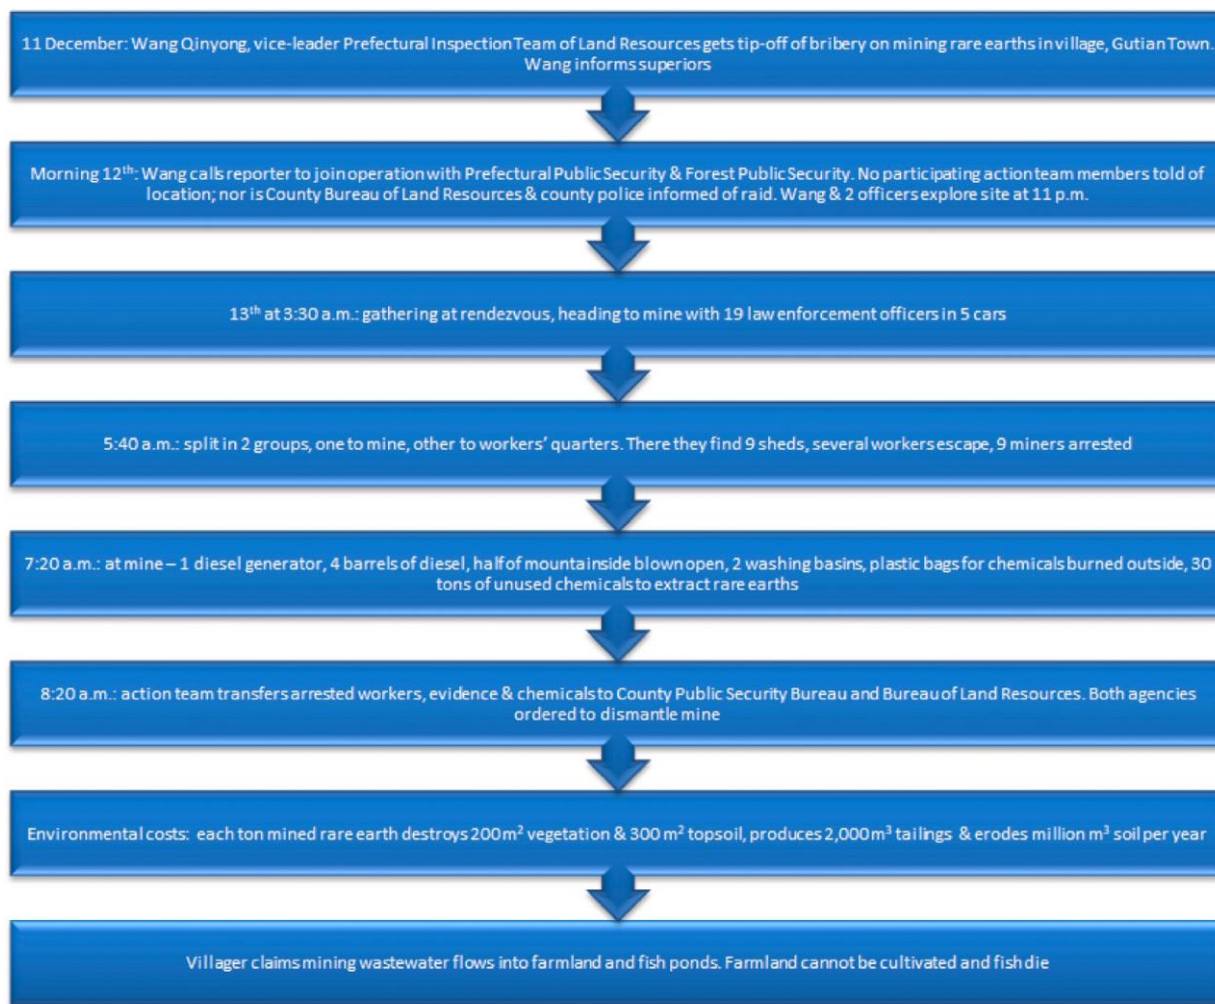 11 December: Wang Qinyong, vice-leader Prefectural Inspection Team of Land Resources gets tip-off of bribery on mining rare earths in village, Gutian Town.
Wang informs superiors
Morning 12th: Wang calls reporter to join operation with Prefectural Public Security & Forest Public Security. No participating action team members told of
location; nor is County Bureau of Land Resources & county police informed of raid. Wang & 2 officers explore site at 11 p.m.
13th at 3:30 a.m.: gathering at rendezvous, heading to mine with 19 law enforcement officers in 5 cars
5:40 a.m.: split in 2 groups, one to mine, other to workers' quarters. There they find 9 sheds, several workers escape, 9 miners arrested
7:20 a.m.: at mine – 1 diesel generator, 4 barrels of diesel, half of mountainside blown open, 2 washing basins, plastic bags for chemicals burned outside, 30
tons of unused chemicals to extract rare earths
8:20 a.m.: action team transfers arrested workers, evidence & chemicals to County Public Security Bureau and Bureau of Land Resources. Both agencies
ordered to dismantle mine
Environmental costs: each ton mined rare earth destroys 200 m² vegetation & 300 m² topsoil, produces 2,000 m³ tailings & erodes million m³ soil per year
Villager claims mining wastewater flows into farmland and fish ponds. Farmland cannot be cultivated and fish die